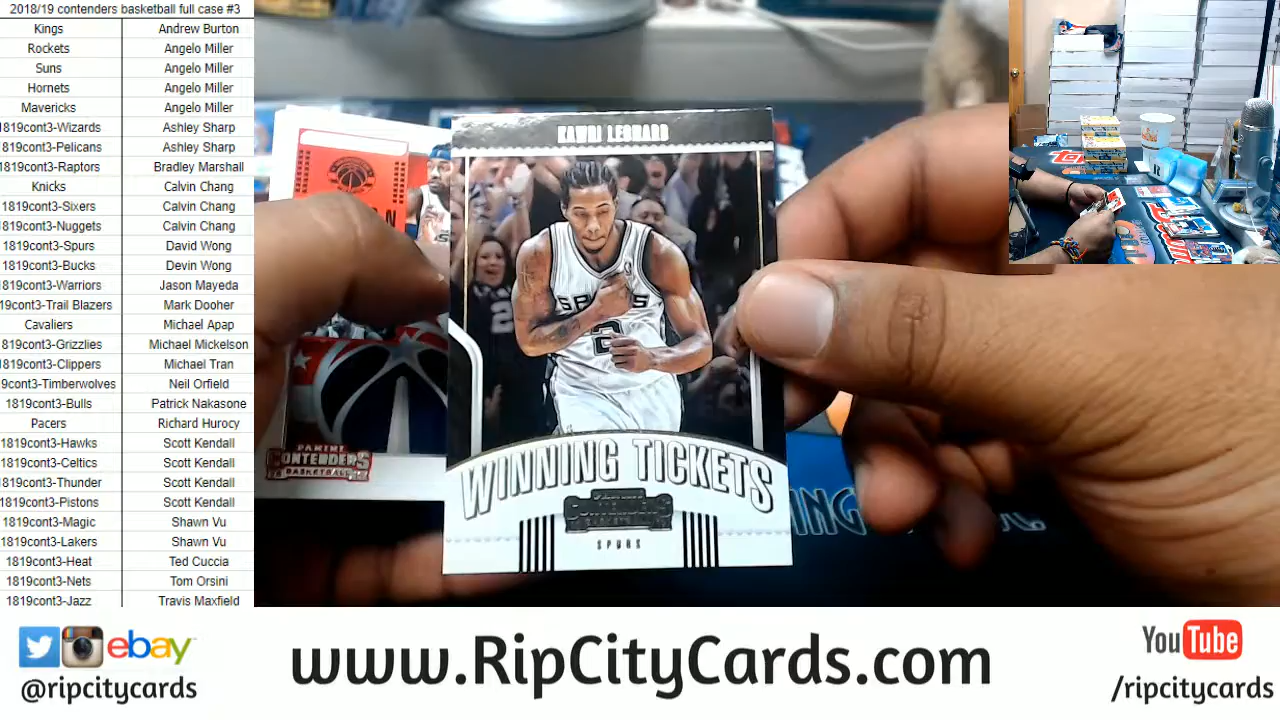 2018/19 contenders basketball full case #3
Kings Andrew Burton
Rockets Angelo Miller
Suns Angelo Miller
Hornets Angelo Miller
Mavericks Angelo Miller
1819cont3-Wizards Ashley Sharp
1819cont3-Pelicans Ashley Sharp
1819cont3-Raptors Bradley Marshall
Knicks Calvin Chang
1819cont3-Sixers Calvin Chang
1819cont3-Nuggets Calvin Chang
1819cont3-Spurs David Wong
1819cont3-Bucks Devin Wong
1819cont3-Warriors Jason Mayeda
19cont3-Trail Blazers Mark Dooher
Cavaliers Michael Apap
819cont3-Grizzlies Michael Mickelson
1819cont3-Clippers Michael Tran
9cont3-Timberwolves Neil Orfield
1819cont3-Bulls Patrick Nakasone
Pacers Richard Hurocy
1819cont3-Hawks Scott Kendall
1819cont3-Celtics Scott Kendall
1819cont3-Thunder Scott Kendall
1819cont3-Pistons Scott Kendall
1819cont3-Magic Shawn Vu
1819cont3-Lakers Shawn Vu
1819cont3-Heat Ted Cuccia
1819cont3-Nets Tom Orsini
1819cont3-Jazz Travis Maxfield
KAWHI LEONARD
SPURS
2
WINNING TICKETS
PANINI
CONTENDERS
BASKETBALL
SPURS
PANINI
CONTENDERS
BASKETBALL
ebay
@ripcitycards
www.RipCityCards.com
YouTube
/ripcitycards